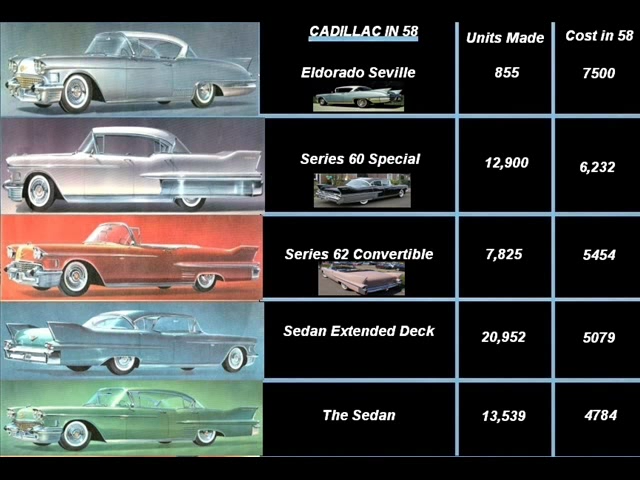 CADILLAC IN 58 Units Made Cost in 58
Eldorado Seville 855 7500
Series 60 Special 12,900 6,232
Series 62 Convertible 7,825 5454
Sedan Extended Deck 20,952 5079
The Sedan 13,539 4784